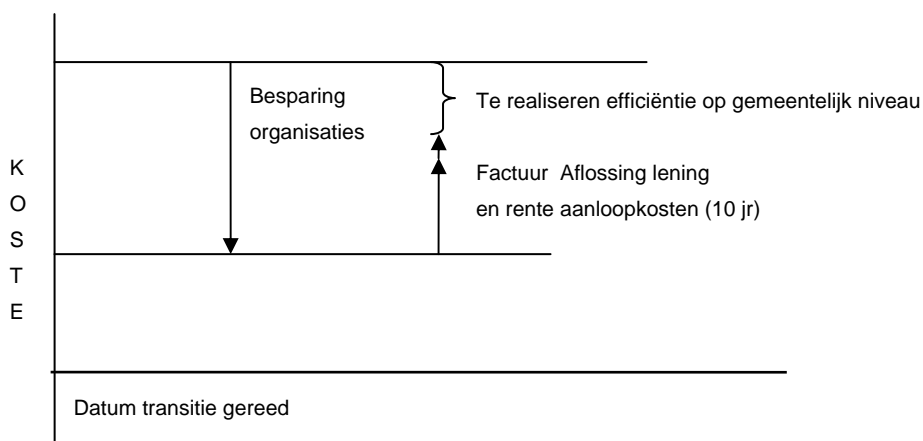 Besparing
organisaties
Te realiseren efficiëntie op gemeentelijk niveau
Factuur Aflossing lening
en rente aanloopkosten (10 jr)
K
O
S
T
E
Datum transitie gereed